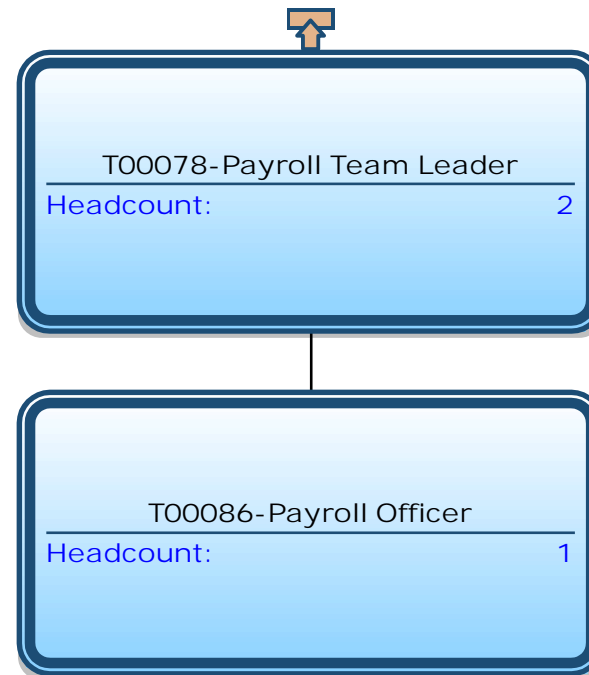 T00078-Payroll Team Leader
Headcount: 2
T00086-Payroll Officer
Headcount: 1